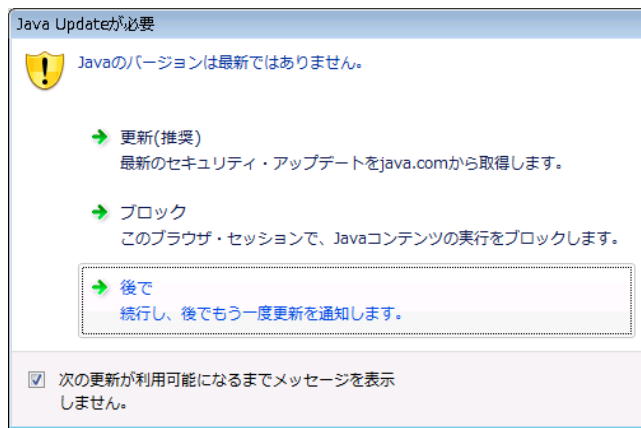 Java Updateが必要
Javaのバージョンは最新ではありません。
更新(推奨)
最新のセキュリティ・アップデートをjava.comから取得します。
ブロック
このブラウザ・セッションで、Javaコンテンツの実行をブロックします。
後で
続行し、後でもう一度更新を通知します。
次の更新が利用可能になるまでメッセージを表示
しません。